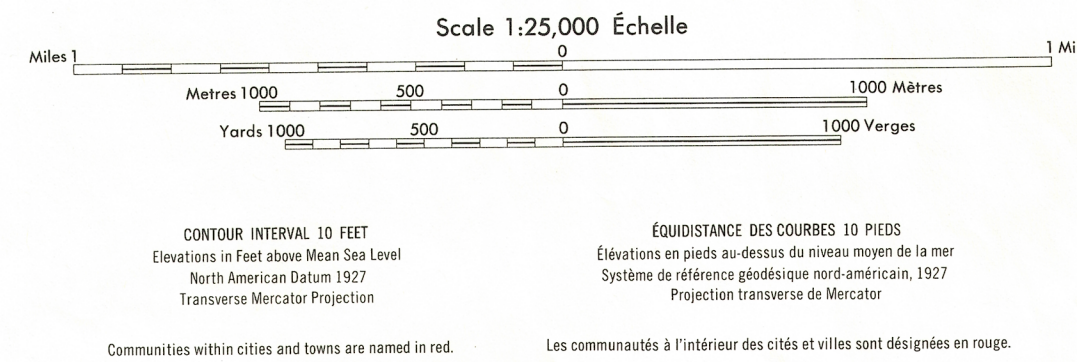 Scale 1:25,000 Échelle
Miles 1 0 1 Mi
Metres 1000 500 0 1000 Mètres
Yards 1000 500 0 1000 Verges
CONTOUR INTERVAL 10 FEET
Elevations in Feet above Mean Sea Level
North American Datum 1927
Transverse Mercator Projection
ÉQUIDISTANCE DES COURBES 10 PIEDS
Élévations en pieds au-dessus du niveau moyen de la mer
Système de référence géodésique nord-américain, 1927
Projection transverse de Mercator
Communities within cities and towns are named in red.
Les communautés à l'intérieur des cités et villes sont désignées en rouge.